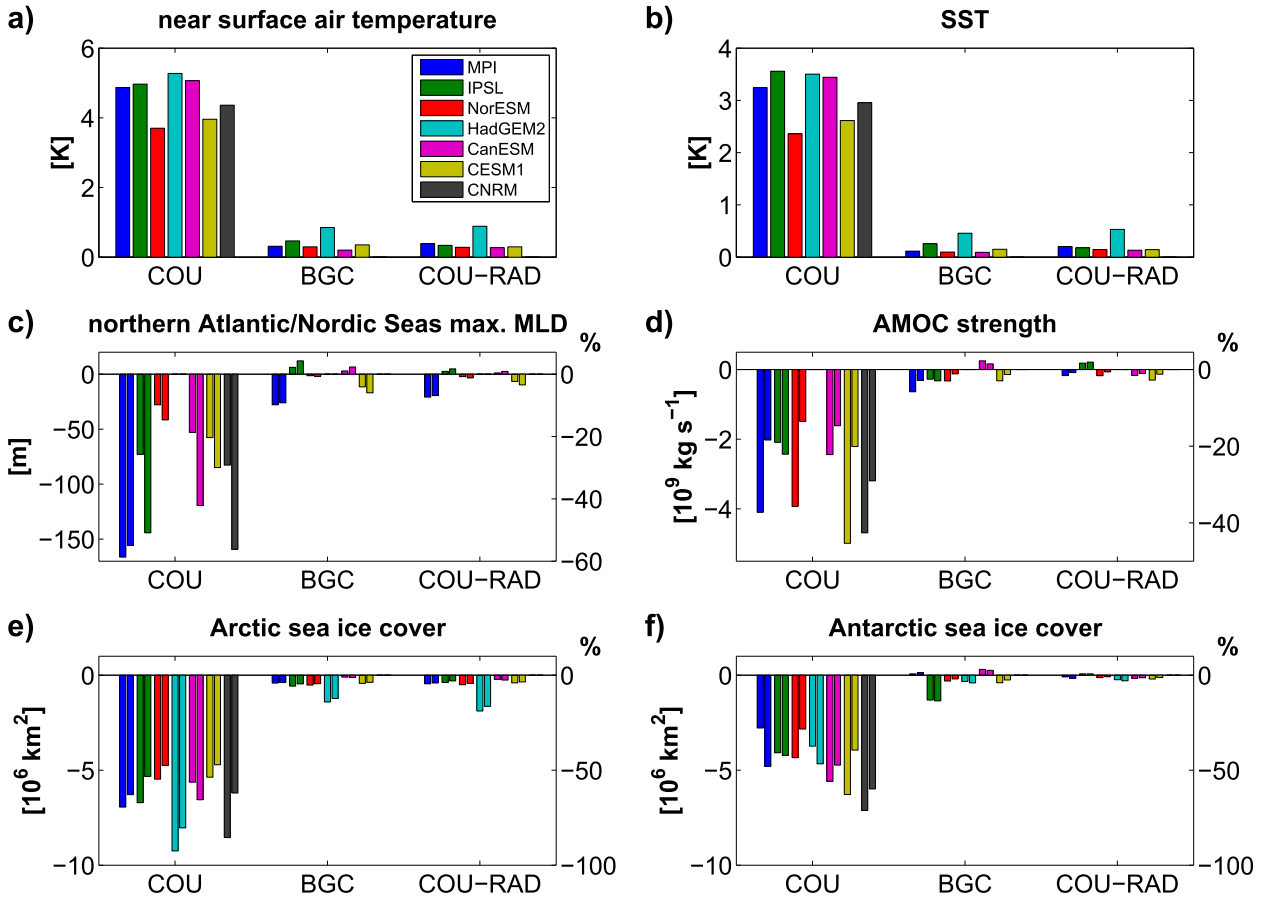 a) near surface air temperature
6
4
2
0
[K]
MPI
IPSL
NorESM
HadGEM2
CanESM
CESM1
CNRM
COU BGC COU−RAD
b) SST
4
3
2
1
0
[K]
COU BGC COU−RAD
c) northern Atlantic/Nordic Seas max. MLD
%
0 0
−50 −20
−100 −40
−150 −60
[m]
COU BGC COU−RAD
d) AMOC strength
%
0 0
−2 −20
−4 −40
[10⁹ kg s⁻¹]
COU BGC COU−RAD
e) Arctic sea ice cover
%
0 0
−5 −50
−10 −100
[10⁶ km²]
COU BGC COU−RAD
f) Antarctic sea ice cover
%
0 0
−5 −50
−10 −100
[10⁶ km²]
COU BGC COU−RAD